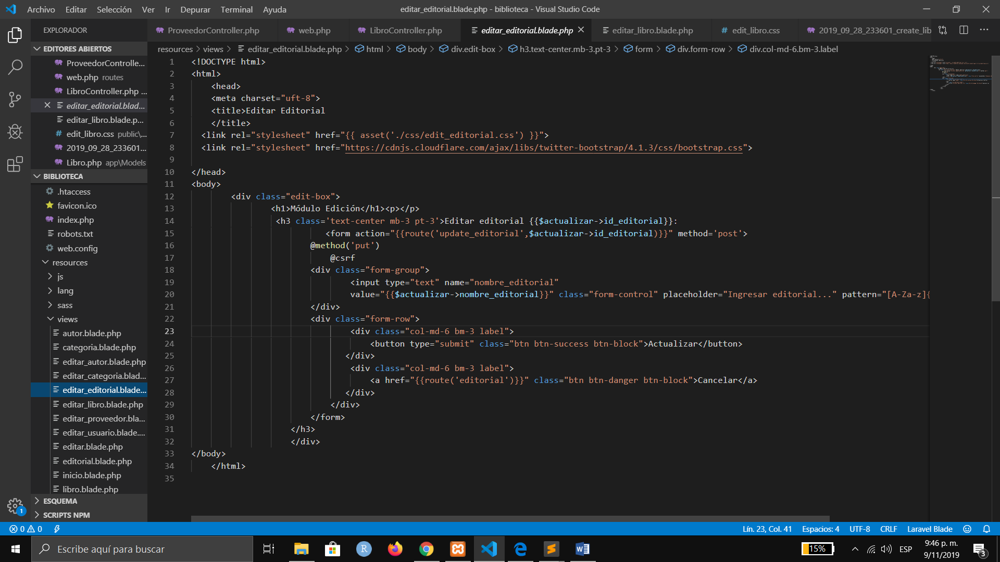 Archivo Editar Selección Ver Ir Depurar Terminal Ayuda
editar_editorial.blade.php - biblioteca - Visual Studio Code
EXPLORADOR
ProveedorController.php web.php LibroController.php editar_editorial.blade.php editar_libro.blade.php # edit_libro.css 2019_09_28_233601_create_lib
resources > views > editar_editorial.blade.php > html > body > div.edit-box > h3.text-center.mb-3.pt-3 > form > div.form-row > div.col-md-6.bm-3.label
EDITORES ABIERTOS
ProveedorControlle...
web.php routes
LibroController.php ...
editar_editorial.blad...
editar_libro.blade.p...
# edit_libro.css public\...
2019_09_28_233601...
Libro.php app\Models
BIBLIOTECA
.htaccess
favicon.ico
index.php
robots.txt
web.config
resources
js
lang
sass
views
autor.blade.php
categoria.blade.php
editar_autor.blade.php
editar_categoria.blad...
editar_editorial.blade...
editar_libro.blade.php
editar_proveedor.bla...
editar_usuario.blade....
editar.blade.php
editorial.blade.php
inicio.blade.php
libro.blade.php
ESQUEMA
SCRIPTS NPM
1
1 <!DOCTYPE html>
2 <html>
3 <head>
4 <meta charset="uft-8">
5 <title>Editar Editorial
6 </title>
7 <link rel="stylesheet" href="{{ asset('./css/edit_editorial.css') }}">
8 <link rel="stylesheet" href="https://cdnjs.cloudflare.com/ajax/libs/twitter-bootstrap/4.1.3/css/bootstrap.css">
9
10 </head>
11 <body>
12 <div class="edit-box">
13 <h1>Módulo Edición</h1><p></p>
14 <h3 class='text-center mb-3 pt-3'>Editar editorial {{$actualizar->id_editorial}}:
15 <form action="{{route('update_editorial',$actualizar->id_editorial)}}" method='post'>
16 @method('put')
17 @csrf
18 <div class="form-group">
19 <input type="text" name="nombre_editorial"
20 value="{{$actualizar->nombre_editorial}}" class="form-control" placeholder="Ingresar editorial..." pattern="[A-Za-z]{
21 </div>
22 <div class="form-row">
23 <div class="col-md-6 bm-3 label">
24 <button type="submit" class="btn btn-success btn-block">Actualizar</button>
25 </div>
26 <div class="col-md-6 bm-3 label">
27 <a href="{{route('editorial')}}" class="btn btn-danger btn-block">Cancelar</a>
28 </div>
29 </div>
30 </form>
31 </h3>
32 </div>
33 </body>
34 </html>
35
0 0
Lín. 23, Col. 41 Espacios: 4 UTF-8 CRLF Laravel Blade
Escribe aquí para buscar
15%
ESP
9:46 p. m.
9/11/2019
3